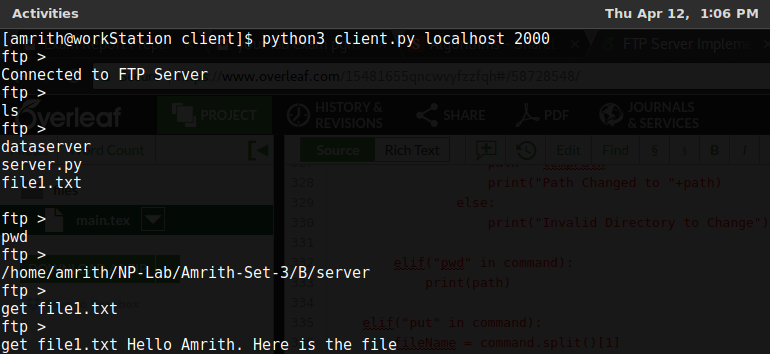 Activities
Thu Apr 12, 1:06 PM
[amrith@workStation client]$ python3 client.py localhost 2000
ftp >
Connected to FTP Server
ftp >
ls
ftp >
dataserver
server.py
file1.txt
ftp >
pwd
ftp >
/home/amrith/NP-Lab/Amrith-Set-3/B/server
ftp >
get file1.txt
ftp >
get file1.txt Hello Amrith. Here is the file
FTP Server Impleme
https://www.overleaf.com/
Overleaf
PROJECT
HISTORY & REVISIONS
SHARE
PDF
JOURNALS & SERVICES
Word Count
Source
Rich Text
Edit
Find
§
B
I
main.tex
328
print("Path Changed to "+path)
329
else:
330
print("Invalid Directory to Change")
331
332
elif("pwd" in command):
333
print(path)
334
335
elif("put" in command):
fileName = command.split()[1]